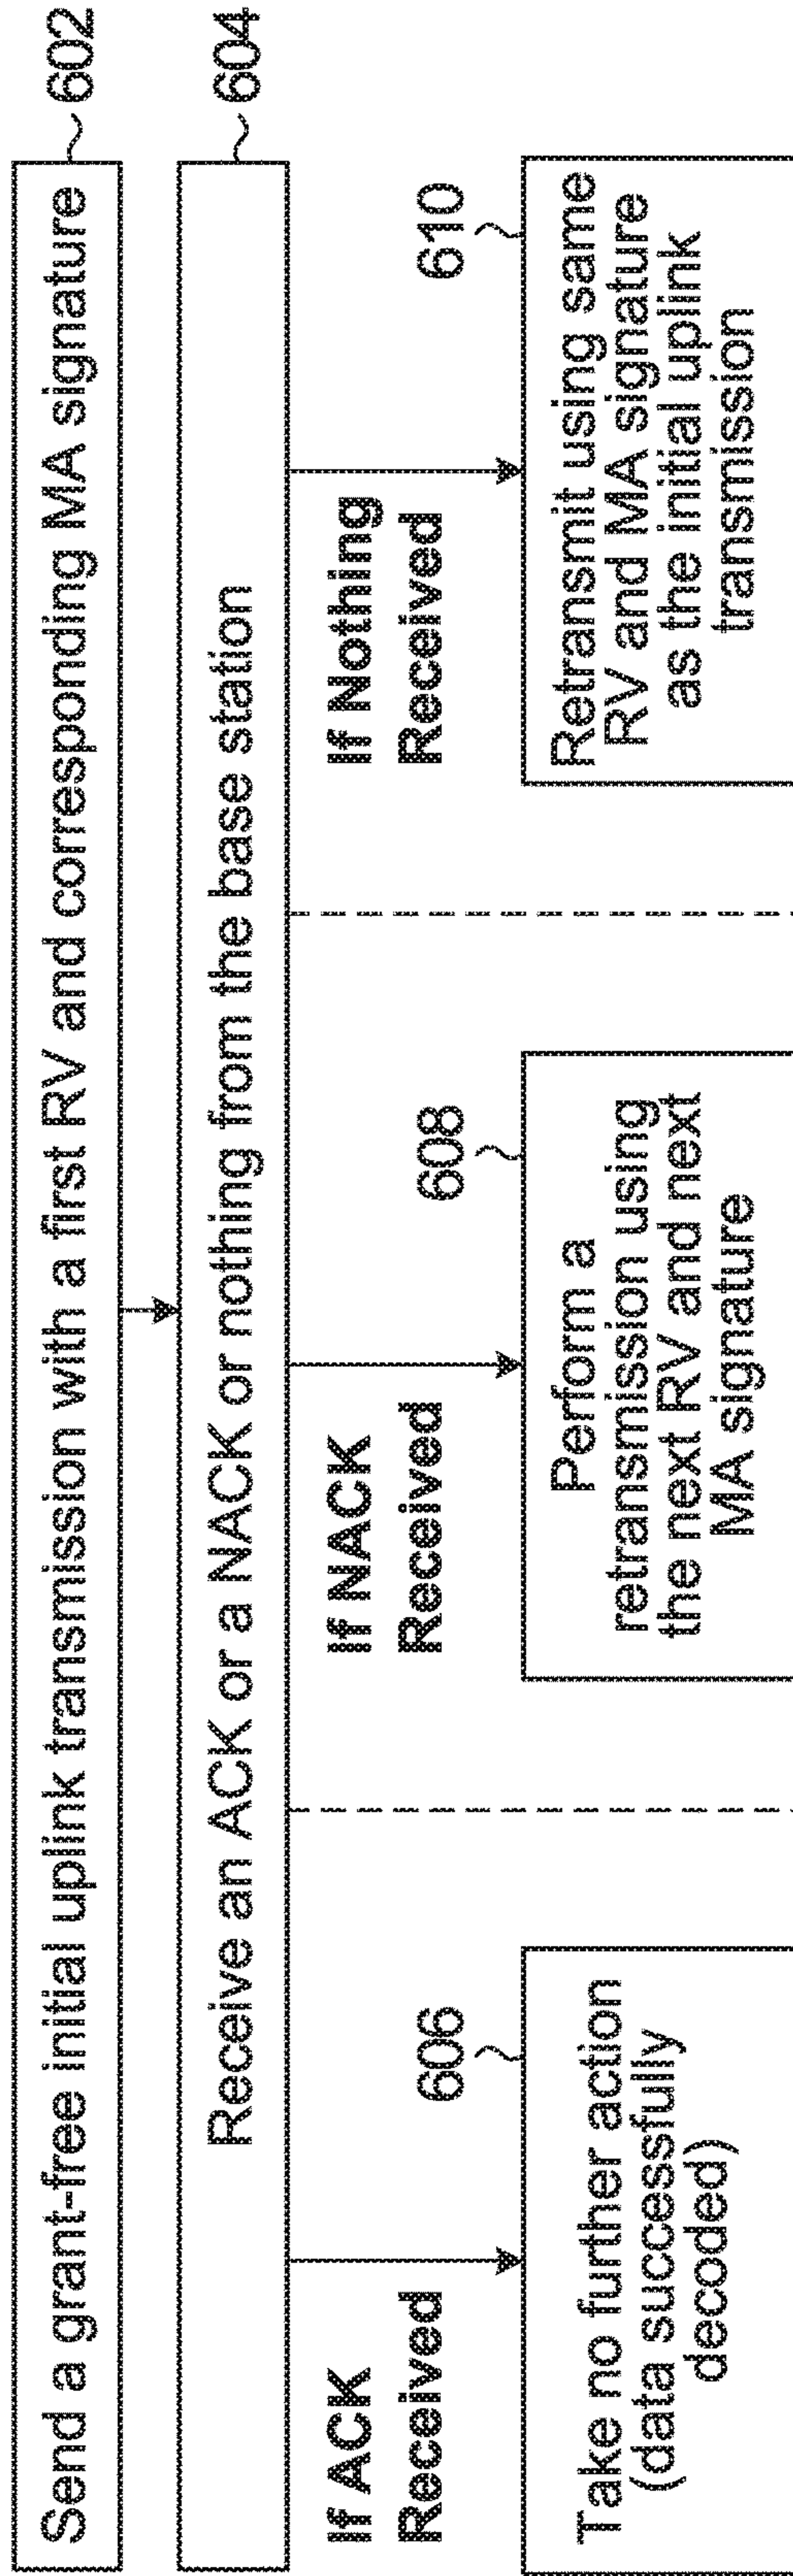 Send a grant-free initial uplink transmission with a first RV and corresponding MA signature
602
Receive an ACK or a NACK or nothing from the base station
604
If ACK
Received
606
Take no further action
(data successfully
decoded)
If NACK
Received
608
Perform a
retransmission using
the next RV and next
MA signature
If Nothing
Received
610
Retransmit using same
RV and MA signature
as the initial uplink
transmission